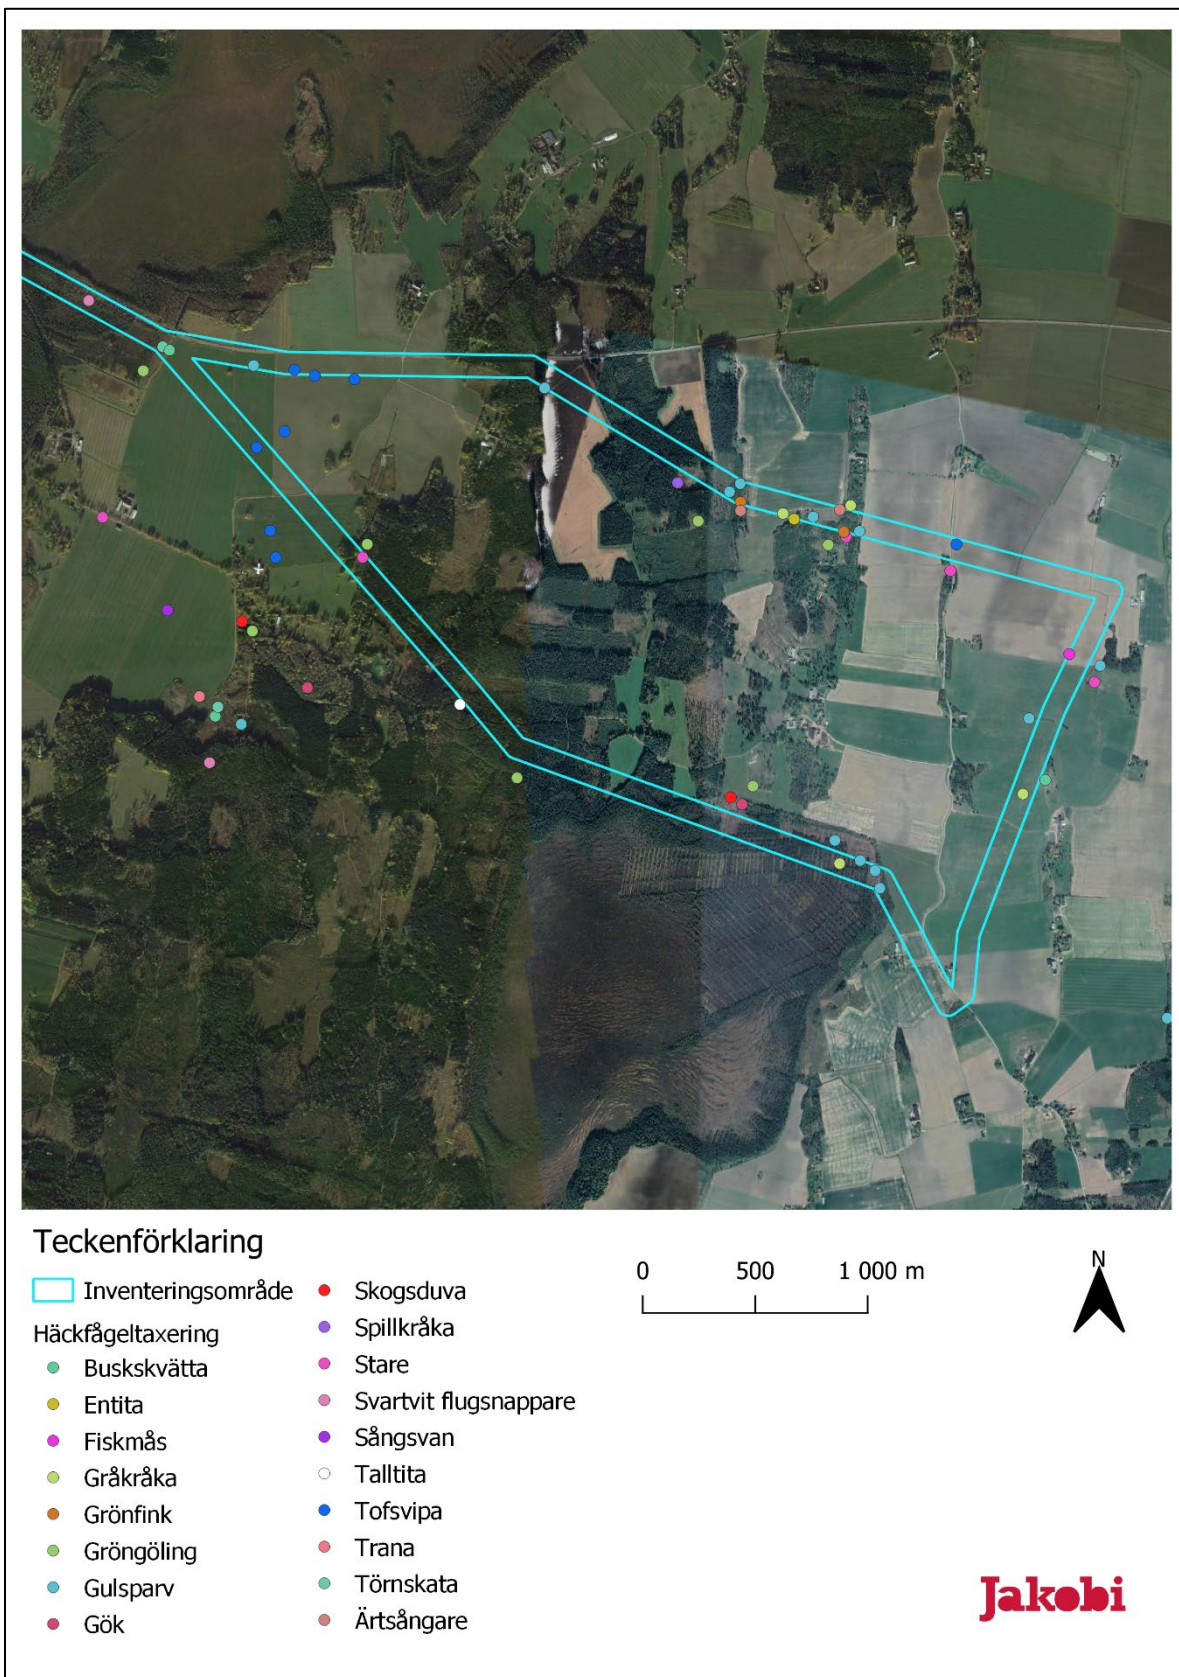 Teckenförklaring
Inventeringsområde
Häckfågeltaxering
Buskskvätta
Entita
Fiskmås
Gråkråka
Grönfink
Gröngöling
Gulsparv
Gök
Skogsduva
Spillkråka
Stare
Svartvit flugsnappare
Sångsvan
Talltita
Tofsvipa
Trana
Törnskata
Ärtsångare
0 500 1 000 m
N
Jakobi